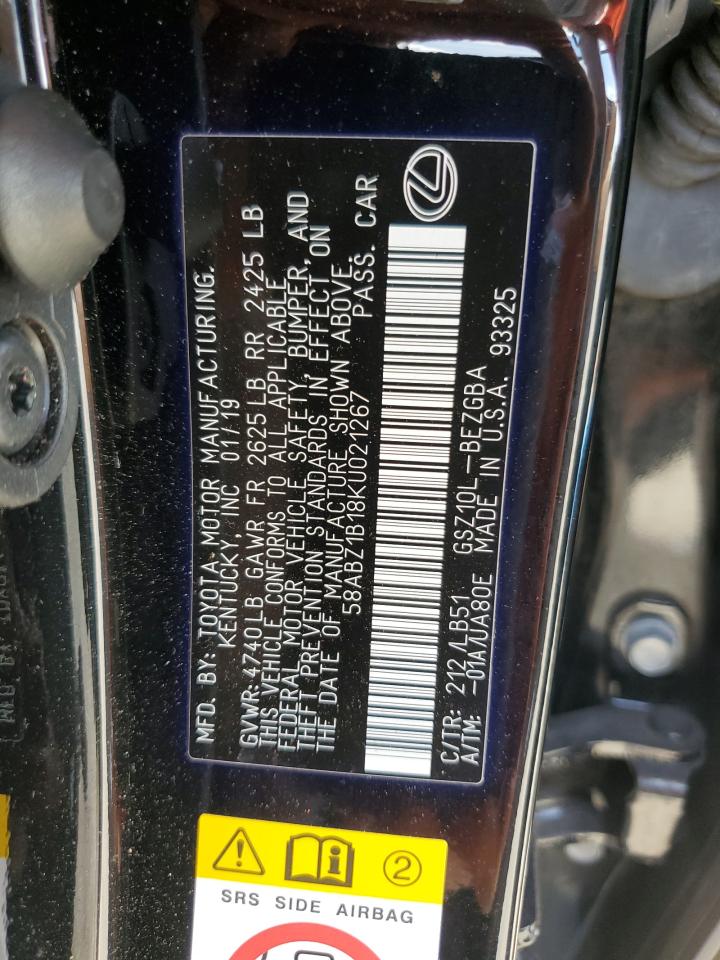 MFD. BY: TOYOTA MOTOR MANUFACTURING,
KENTUCKY, INC 01/19
GVWR: 4740LB GAWR FR 2625LB RR 2425 LB
THIS VEHICLE CONFORMS TO ALL APPLICABLE
FEDERAL MOTOR VEHICLE SAFETY, BUMPER, AND
THEFT PREVENTION STANDARDS IN EFFECT ON
THE DATE OF MANUFACTURE SHOWN ABOVE.
58ABZ1B18KU021267 PASS. CAR
C/TR: 212/LB51 GSZ10L-BEZGBA
A/TM: -01A/UA80E MADE IN U.S.A. 93325
2
SRS SIDE AIRBAG